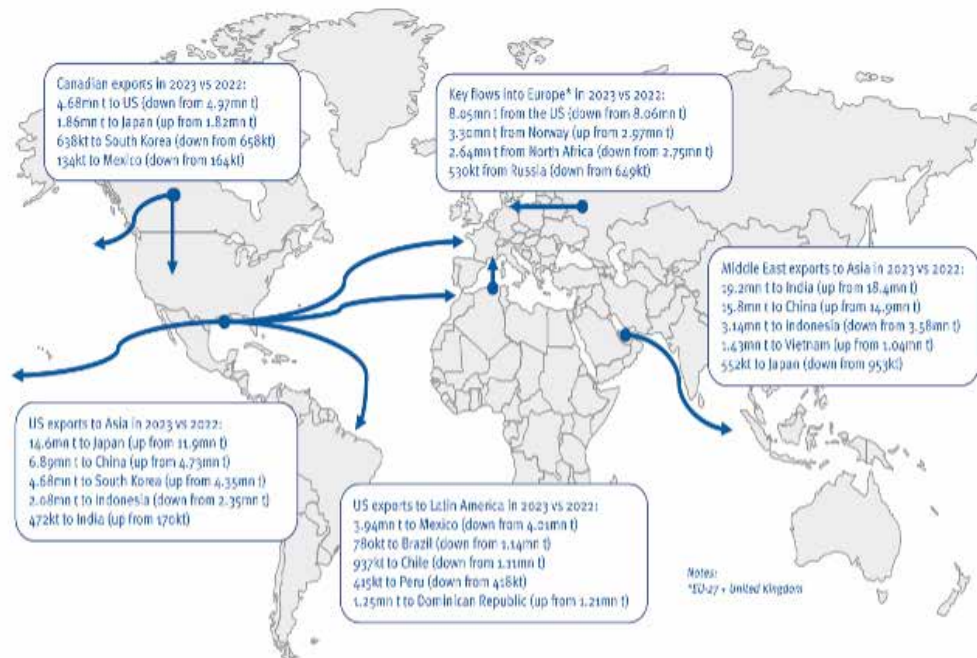 Canadian exports in 2023 vs 2022:
4.68mn t to US (down from 4.97mn t)
1.86mn t to Japan (up from 1.82mn t)
638kt to South Korea (down from 658kt)
134kt to Mexico (down from 164kt)
Key flows into Europe* in 2023 vs 2022:
8.05mn t from the US (down from 8.06mn t)
3.30mn t from Norway (up from 2.97mn t)
2.64mn t from North Africa (down from 2.75mn t)
530kt from Russia (down from 649kt)
Middle East exports to Asia in 2023 vs 2022:
19.2mn t to India (up from 18.4mn t)
15.8mn t to China (up from 14.9mn t)
3.14mn t to Indonesia (down from 3.58mn t)
1.43mn t to Vietnam (up from 1.04mn t)
552kt to Japan (down from 953kt)
US exports to Asia in 2023 vs 2022:
14.6mn t to Japan (up from 11.9mn t)
6.89mn t to China (up from 4.73mn t)
4.68mn t to South Korea (up from 4.35mn t)
2.08mn t to Indonesia (down from 2.35mn t)
472kt to India (up from 170kt)
US exports to Latin America in 2023 vs 2022:
3.94mn t to Mexico (down from 4.01mn t)
780kt to Brazil (down from 1.14mn t)
937kt to Chile (down from 1.11mn t)
415kt to Peru (down from 418kt)
1.25mn t to Dominican Republic (up from 1.21mn t)
Notes:
*EU-27 + United Kingdom